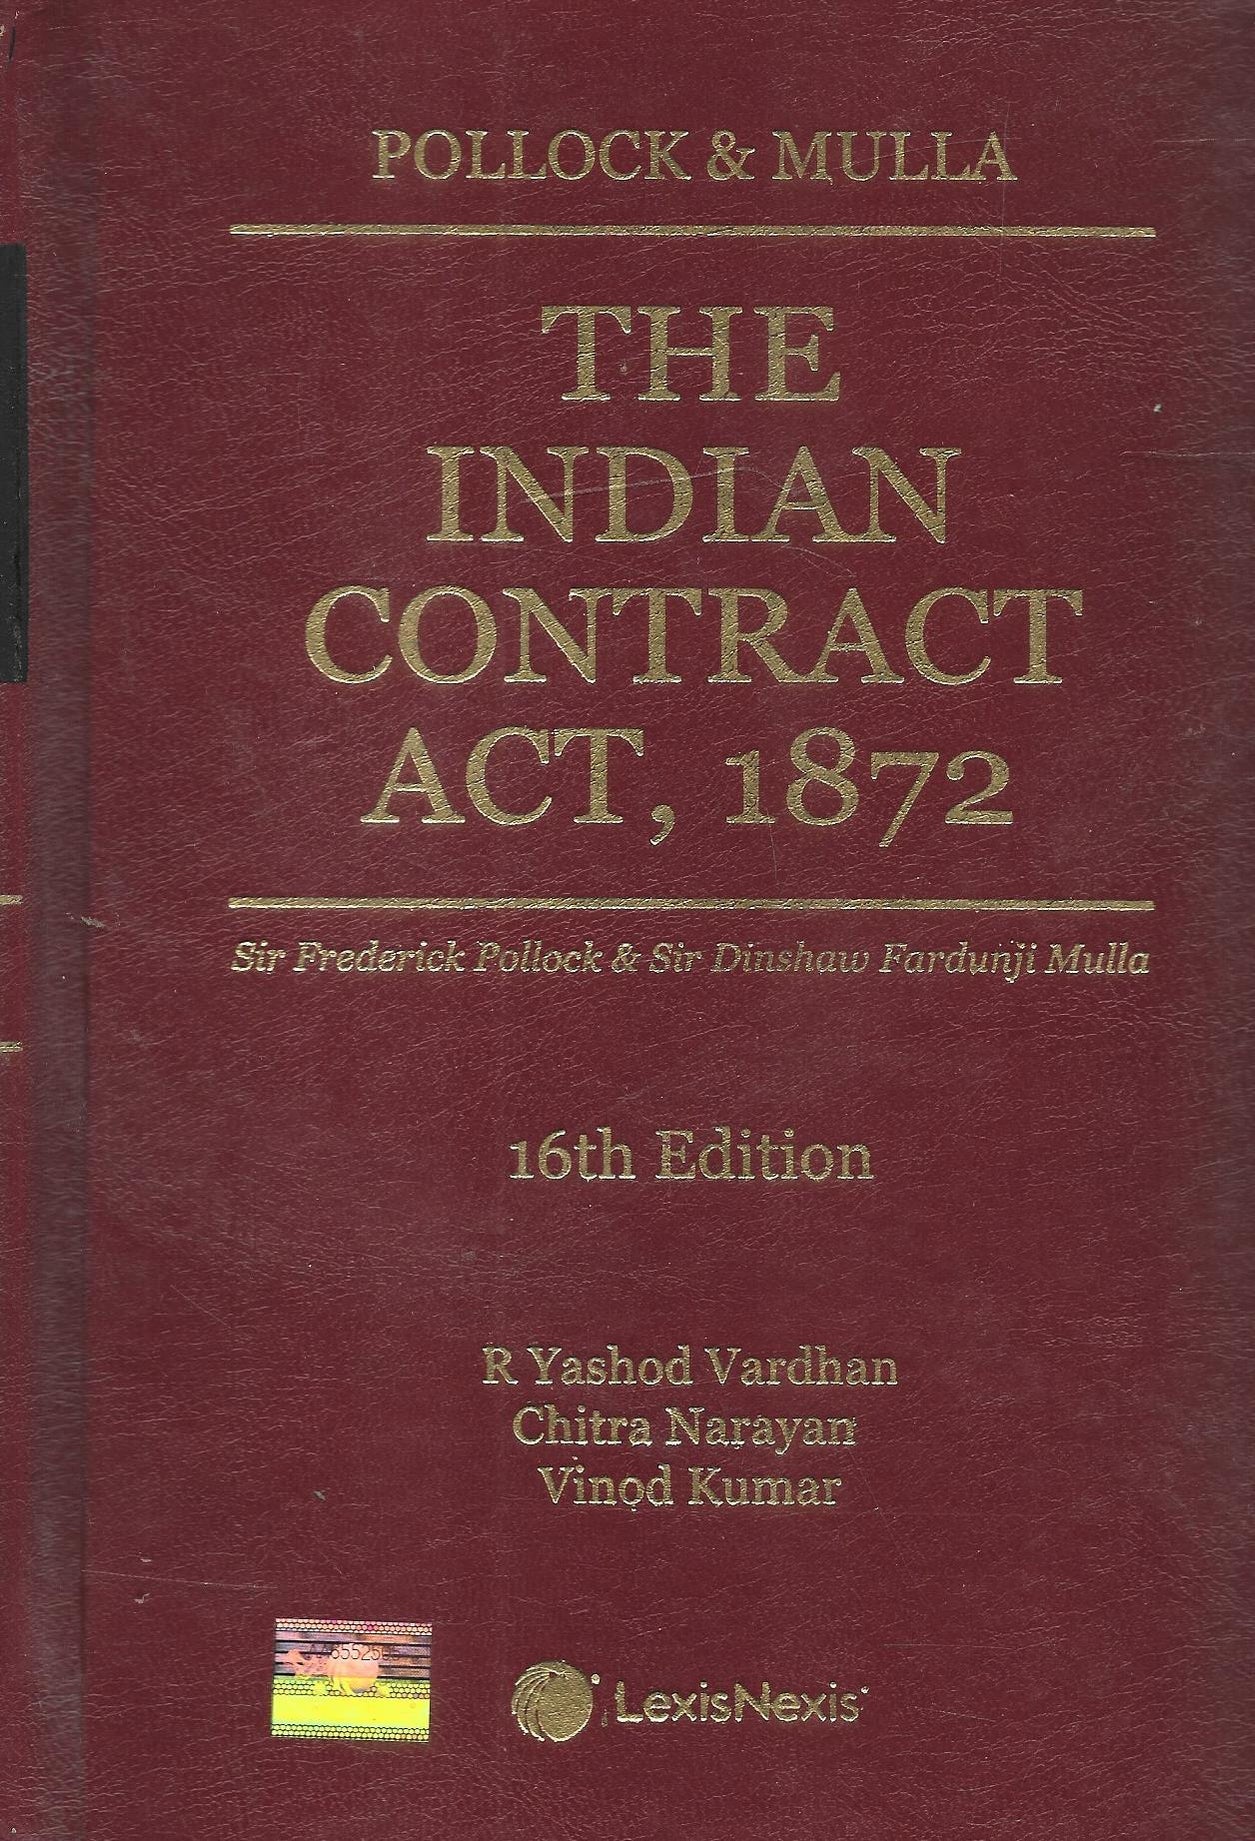 POLLOCK & MULLA
THE
INDIAN
CONTRACT
ACT, 1872
Sir Frederick Pollock & Sir Dinshaw Fardunji Mulla
16th Edition
R Yashod Vardhan
Chitra Narayan
Vinod Kumar
LexisNexis